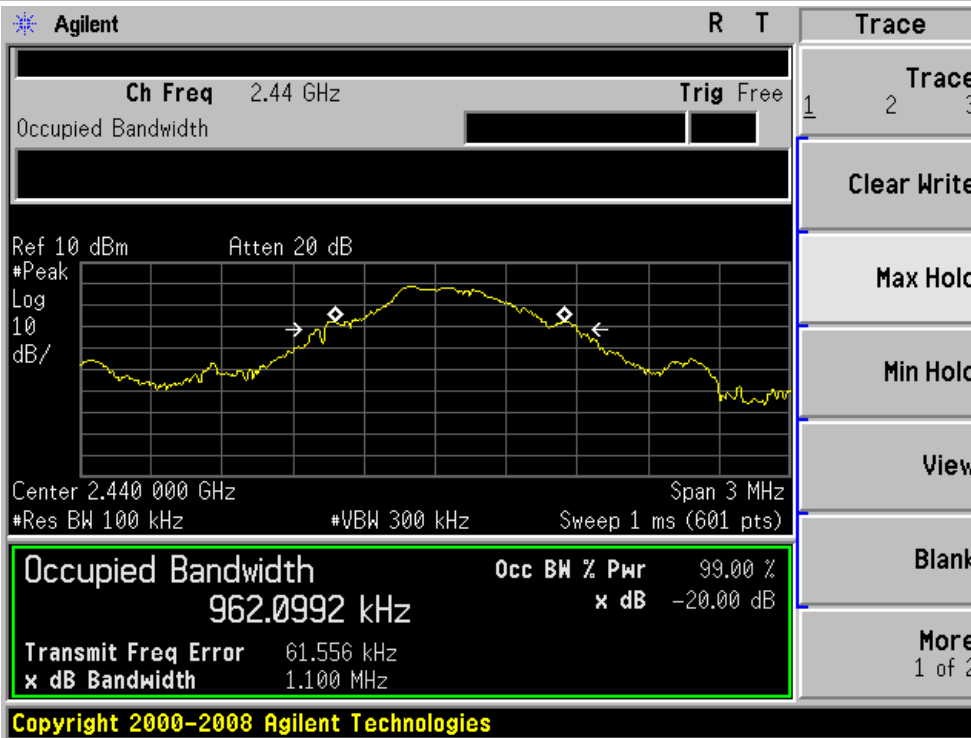 Agilent
R T
Ch Freq 2.44 GHz
Trig Free
Occupied Bandwidth
Ref 10 dBm Atten 20 dB
#Peak
Log
10
dB/
Center 2.440 000 GHz Span 3 MHz
#Res BW 100 kHz #VBW 300 kHz Sweep 1 ms (601 pts)
Occupied Bandwidth
962.0992 kHz
Occ BW % Pwr 99.00 %
x dB -20.00 dB
Transmit Freq Error 61.556 kHz
x dB Bandwidth 1.100 MHz
Copyright 2000-2008 Agilent Technologies
Trace
Trace
1 2 3
Clear Write
Max Hold
Min Hold
View
Blank
More
1 of 2